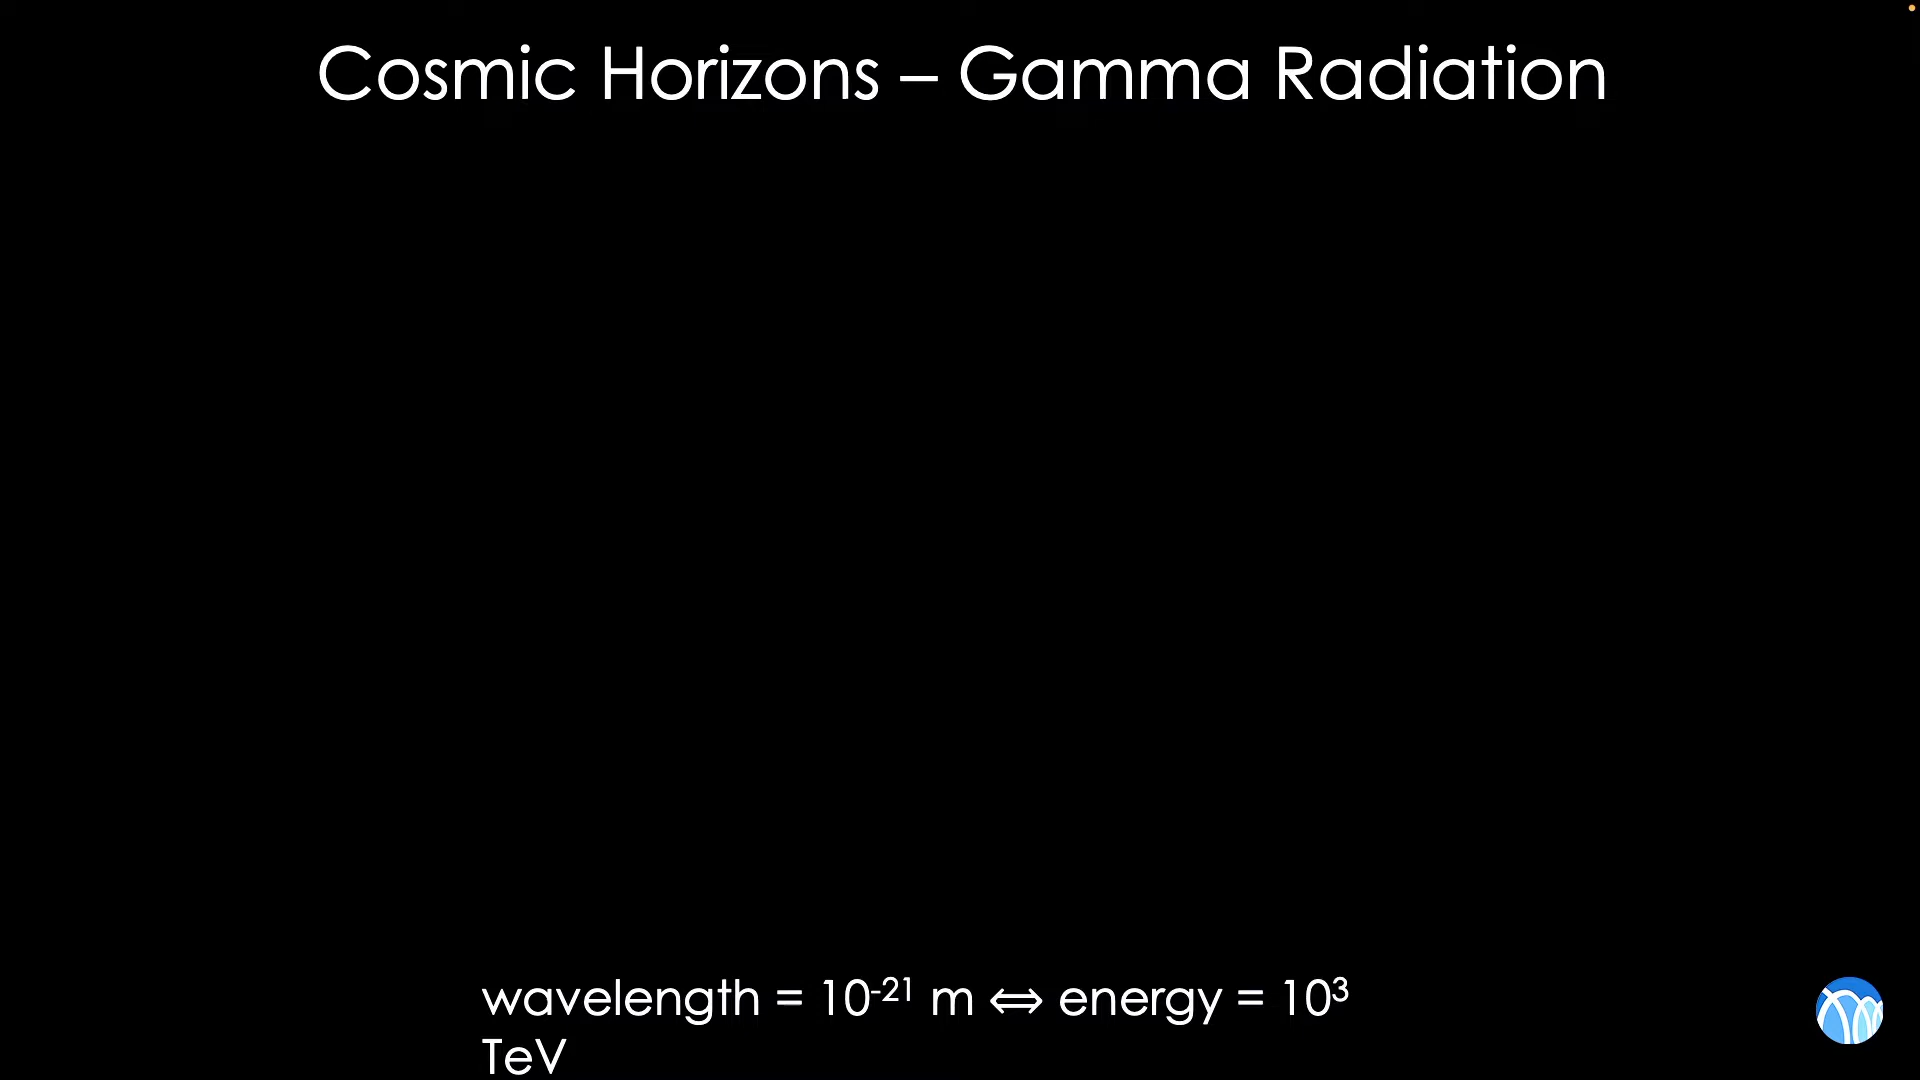 Cosmic Horizons – Gamma Radiation
wavelength = 10⁻²¹ m ⇔ energy = 10³
TeV